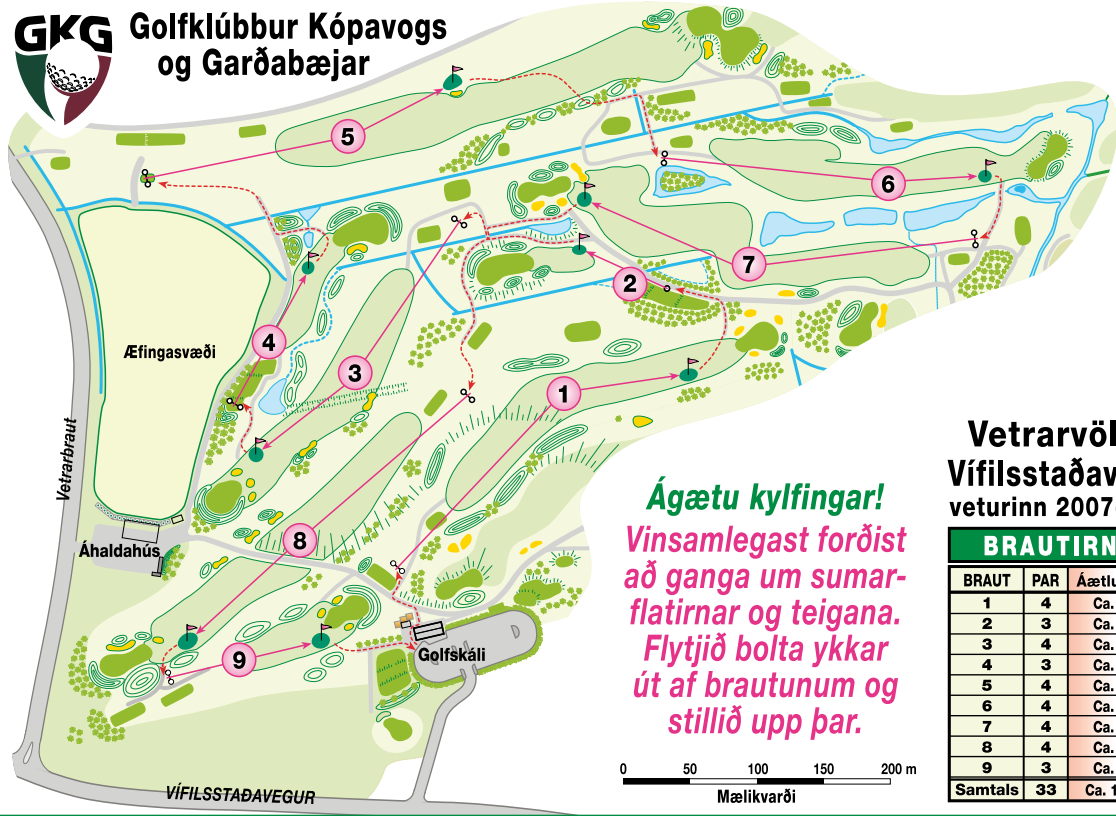 GKG
Golfklúbbur Kópavogs
og Garðabæjar
5
6
7
2
4
3
1
8
9
Æfingasvæði
Vetrarbraut
Áhaldahús
Golfskáli
VÍFILSSTAÐAVEGUR
Ágætu kylfingar!
Vinsamlegast forðist
að ganga um sumar-
flatirnar og teigana.
Flytjið bolta ykkar
út af brautunum og
stillið upp þar.
0 50 100 150 200 m
Mælikvarði
Vetrarvöl
Vífilsstaðav
veturinn 2007
BRAUTIRN
BRAUT PAR Áætlu
1 4 Ca.
2 3 Ca.
3 4 Ca.
4 3 Ca.
5 4 Ca.
6 4 Ca.
7 4 Ca.
8 4 Ca.
9 3 Ca.
Samtals 33 Ca. 1